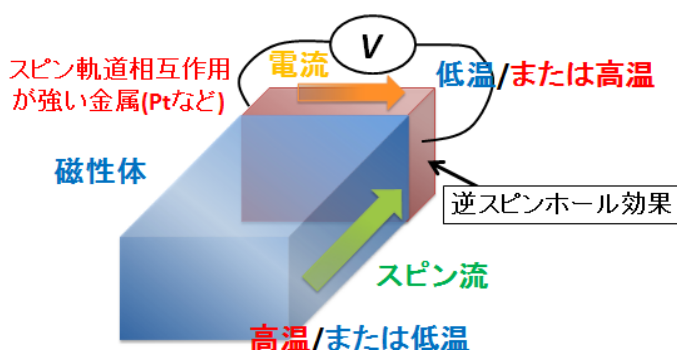 V
スピン軌道相互作用
が強い金属(Ptなど)
電流
低温/または高温
磁性体
逆スピンホール効果
スピン流
高温/または低温